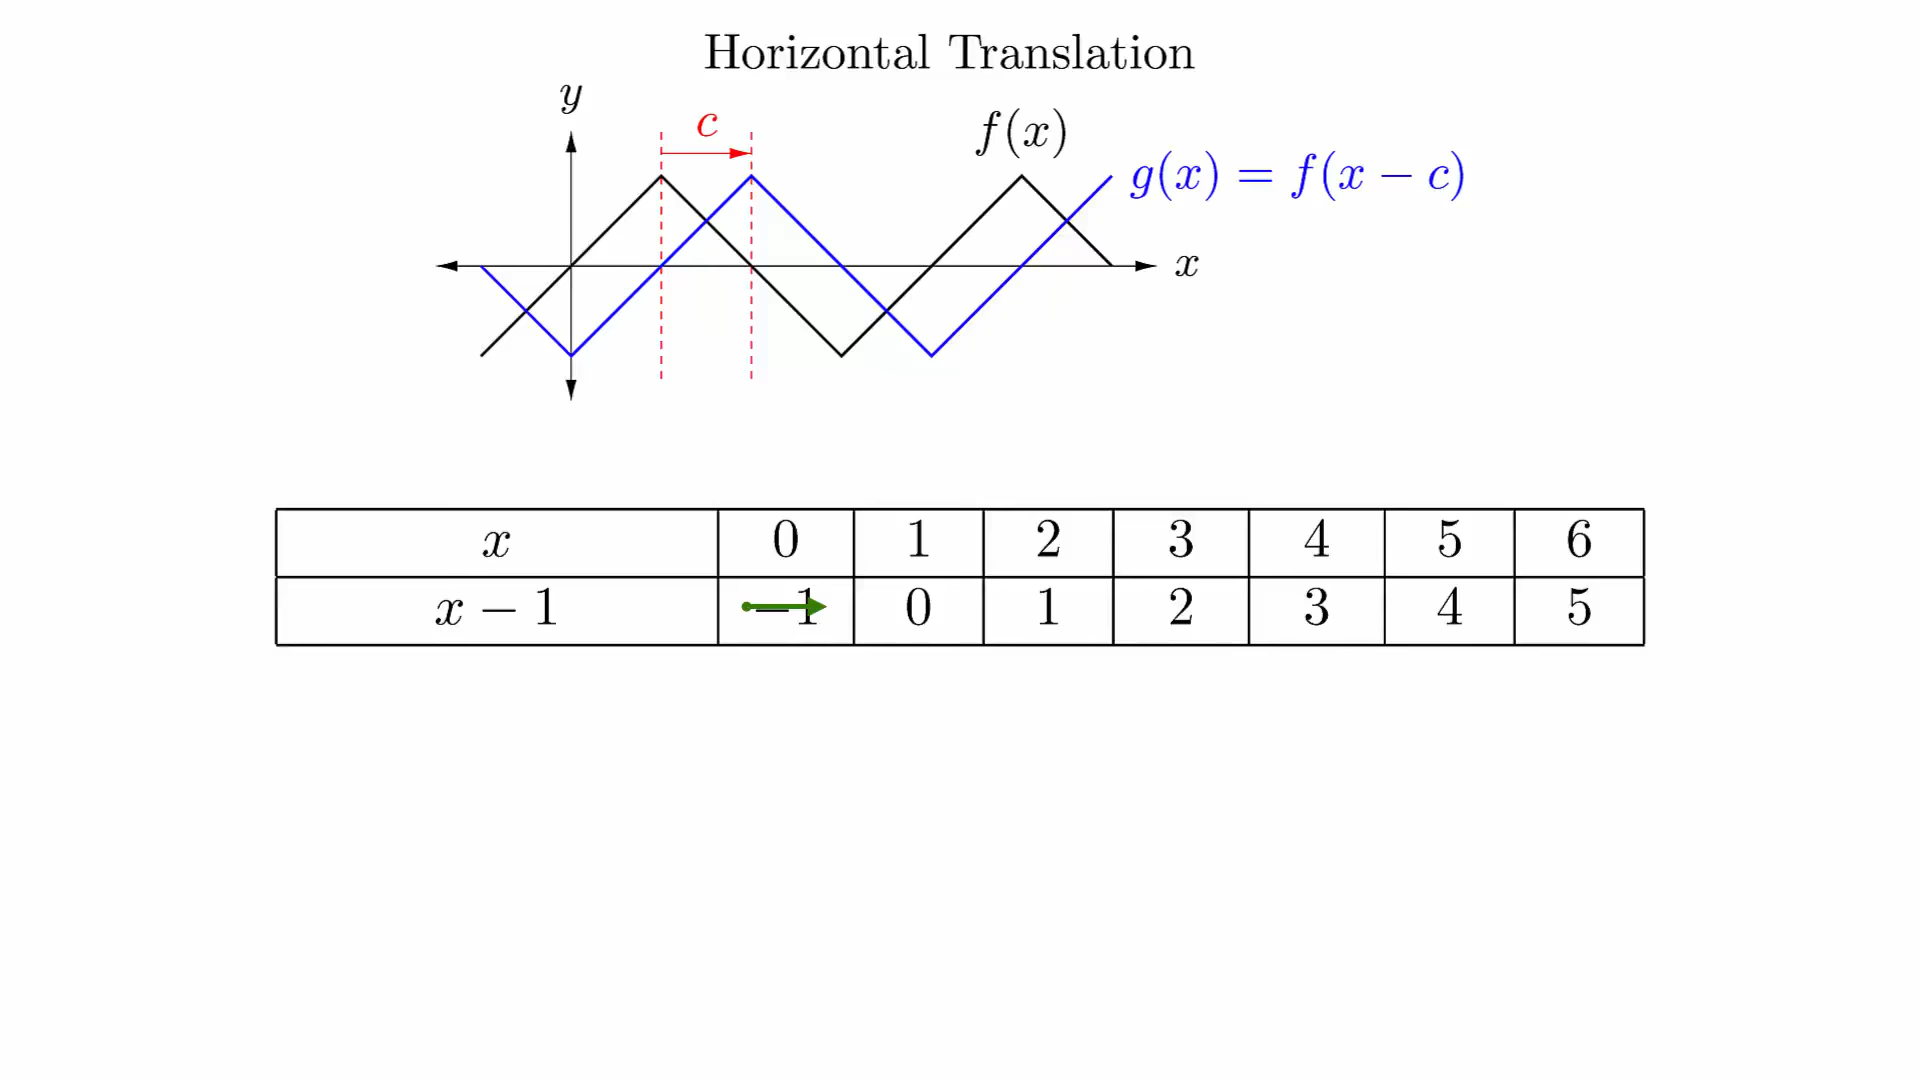 Horizontal Translation
y
c
f(x)
g(x) = f(x − c)
x
x 0 1 2 3 4 5 6
x − 1 −1 0 1 2 3 4 5